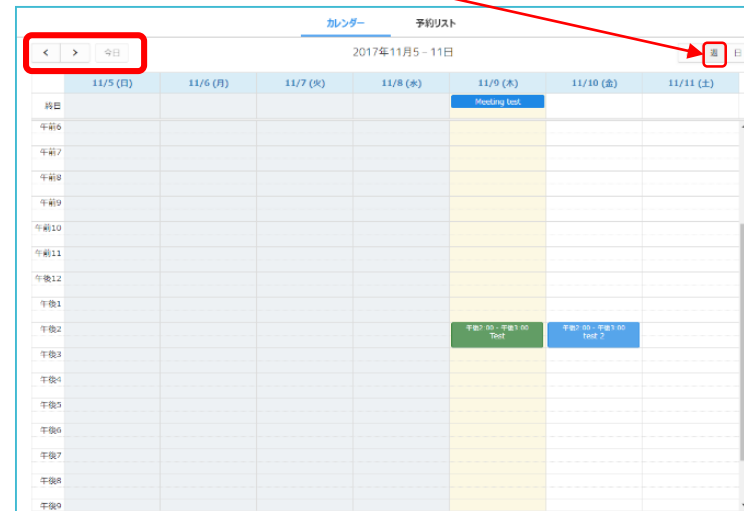 カレンダー 予約リスト
< > 今日 2017年11月5 – 11日 週 日
11/5 (日) 11/6 (月) 11/7 (火) 11/8 (水) 11/9 (木) 11/10 (金) 11/11 (土)
終日 Meeting test
午前6
午前7
午前8
午前9
午前10
午前11
午後12
午後1
午後2 午後2:00 - 午後3:00 午後2:00 - 午後3:00
Test test 2
午後3
午後4
午後5
午後6
午後7
午後8
午後9